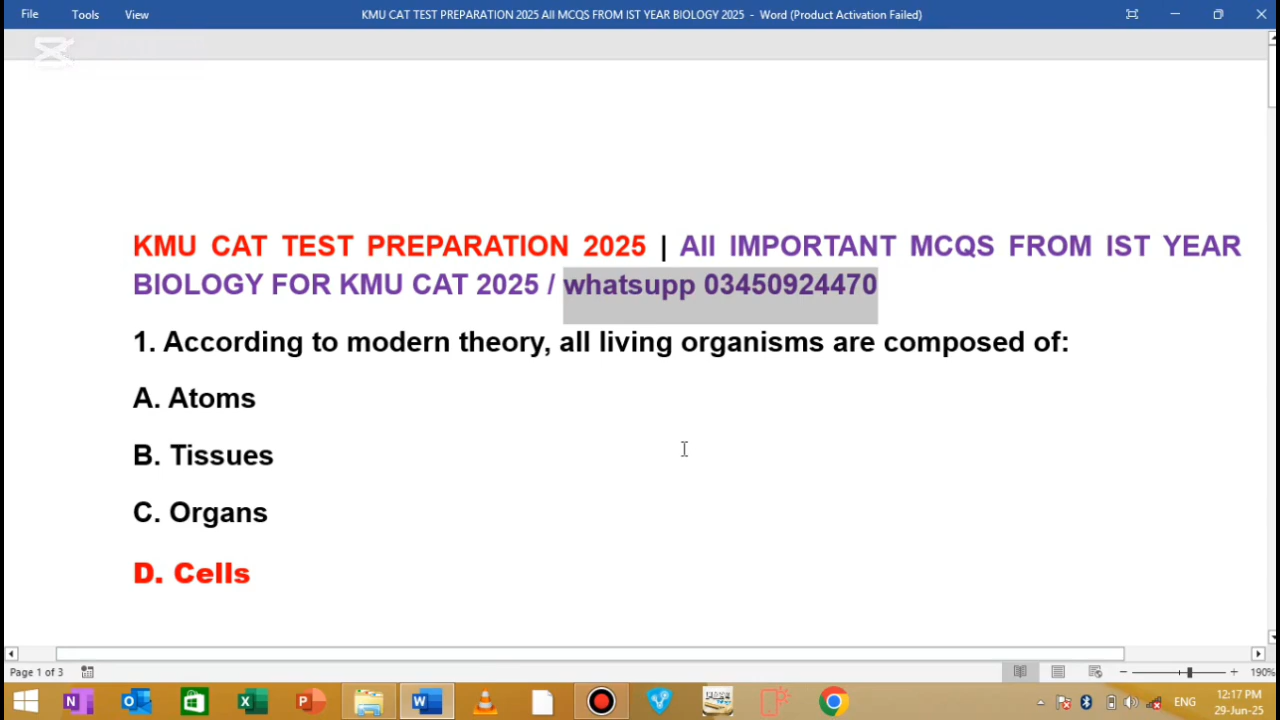 File Tools View KMU CAT TEST PREPARATION 2025 All MCQS FROM IST YEAR BIOLOGY 2025 - Word (Product Activation Failed)
KMU CAT TEST PREPARATION 2025 | All IMPORTANT MCQS FROM IST YEAR
BIOLOGY FOR KMU CAT 2025 / whatsupp 03450924470
1. According to modern theory, all living organisms are composed of:
A. Atoms
B. Tissues
C. Organs
D. Cells
Page 1 of 3 190%
ENG 12:17 PM
29-Jun-25